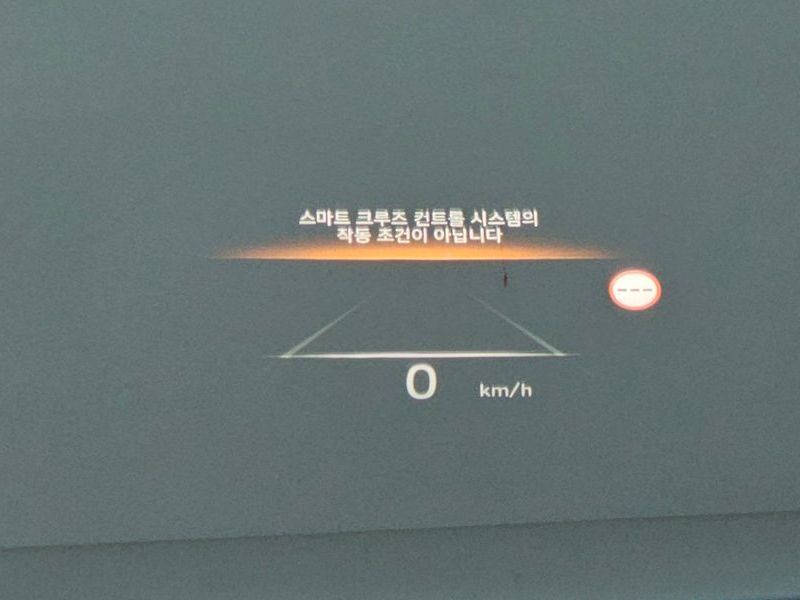 스마트 크루즈 컨트롤 시스템의
작동 조건이 아닙니다
---
0 km/h